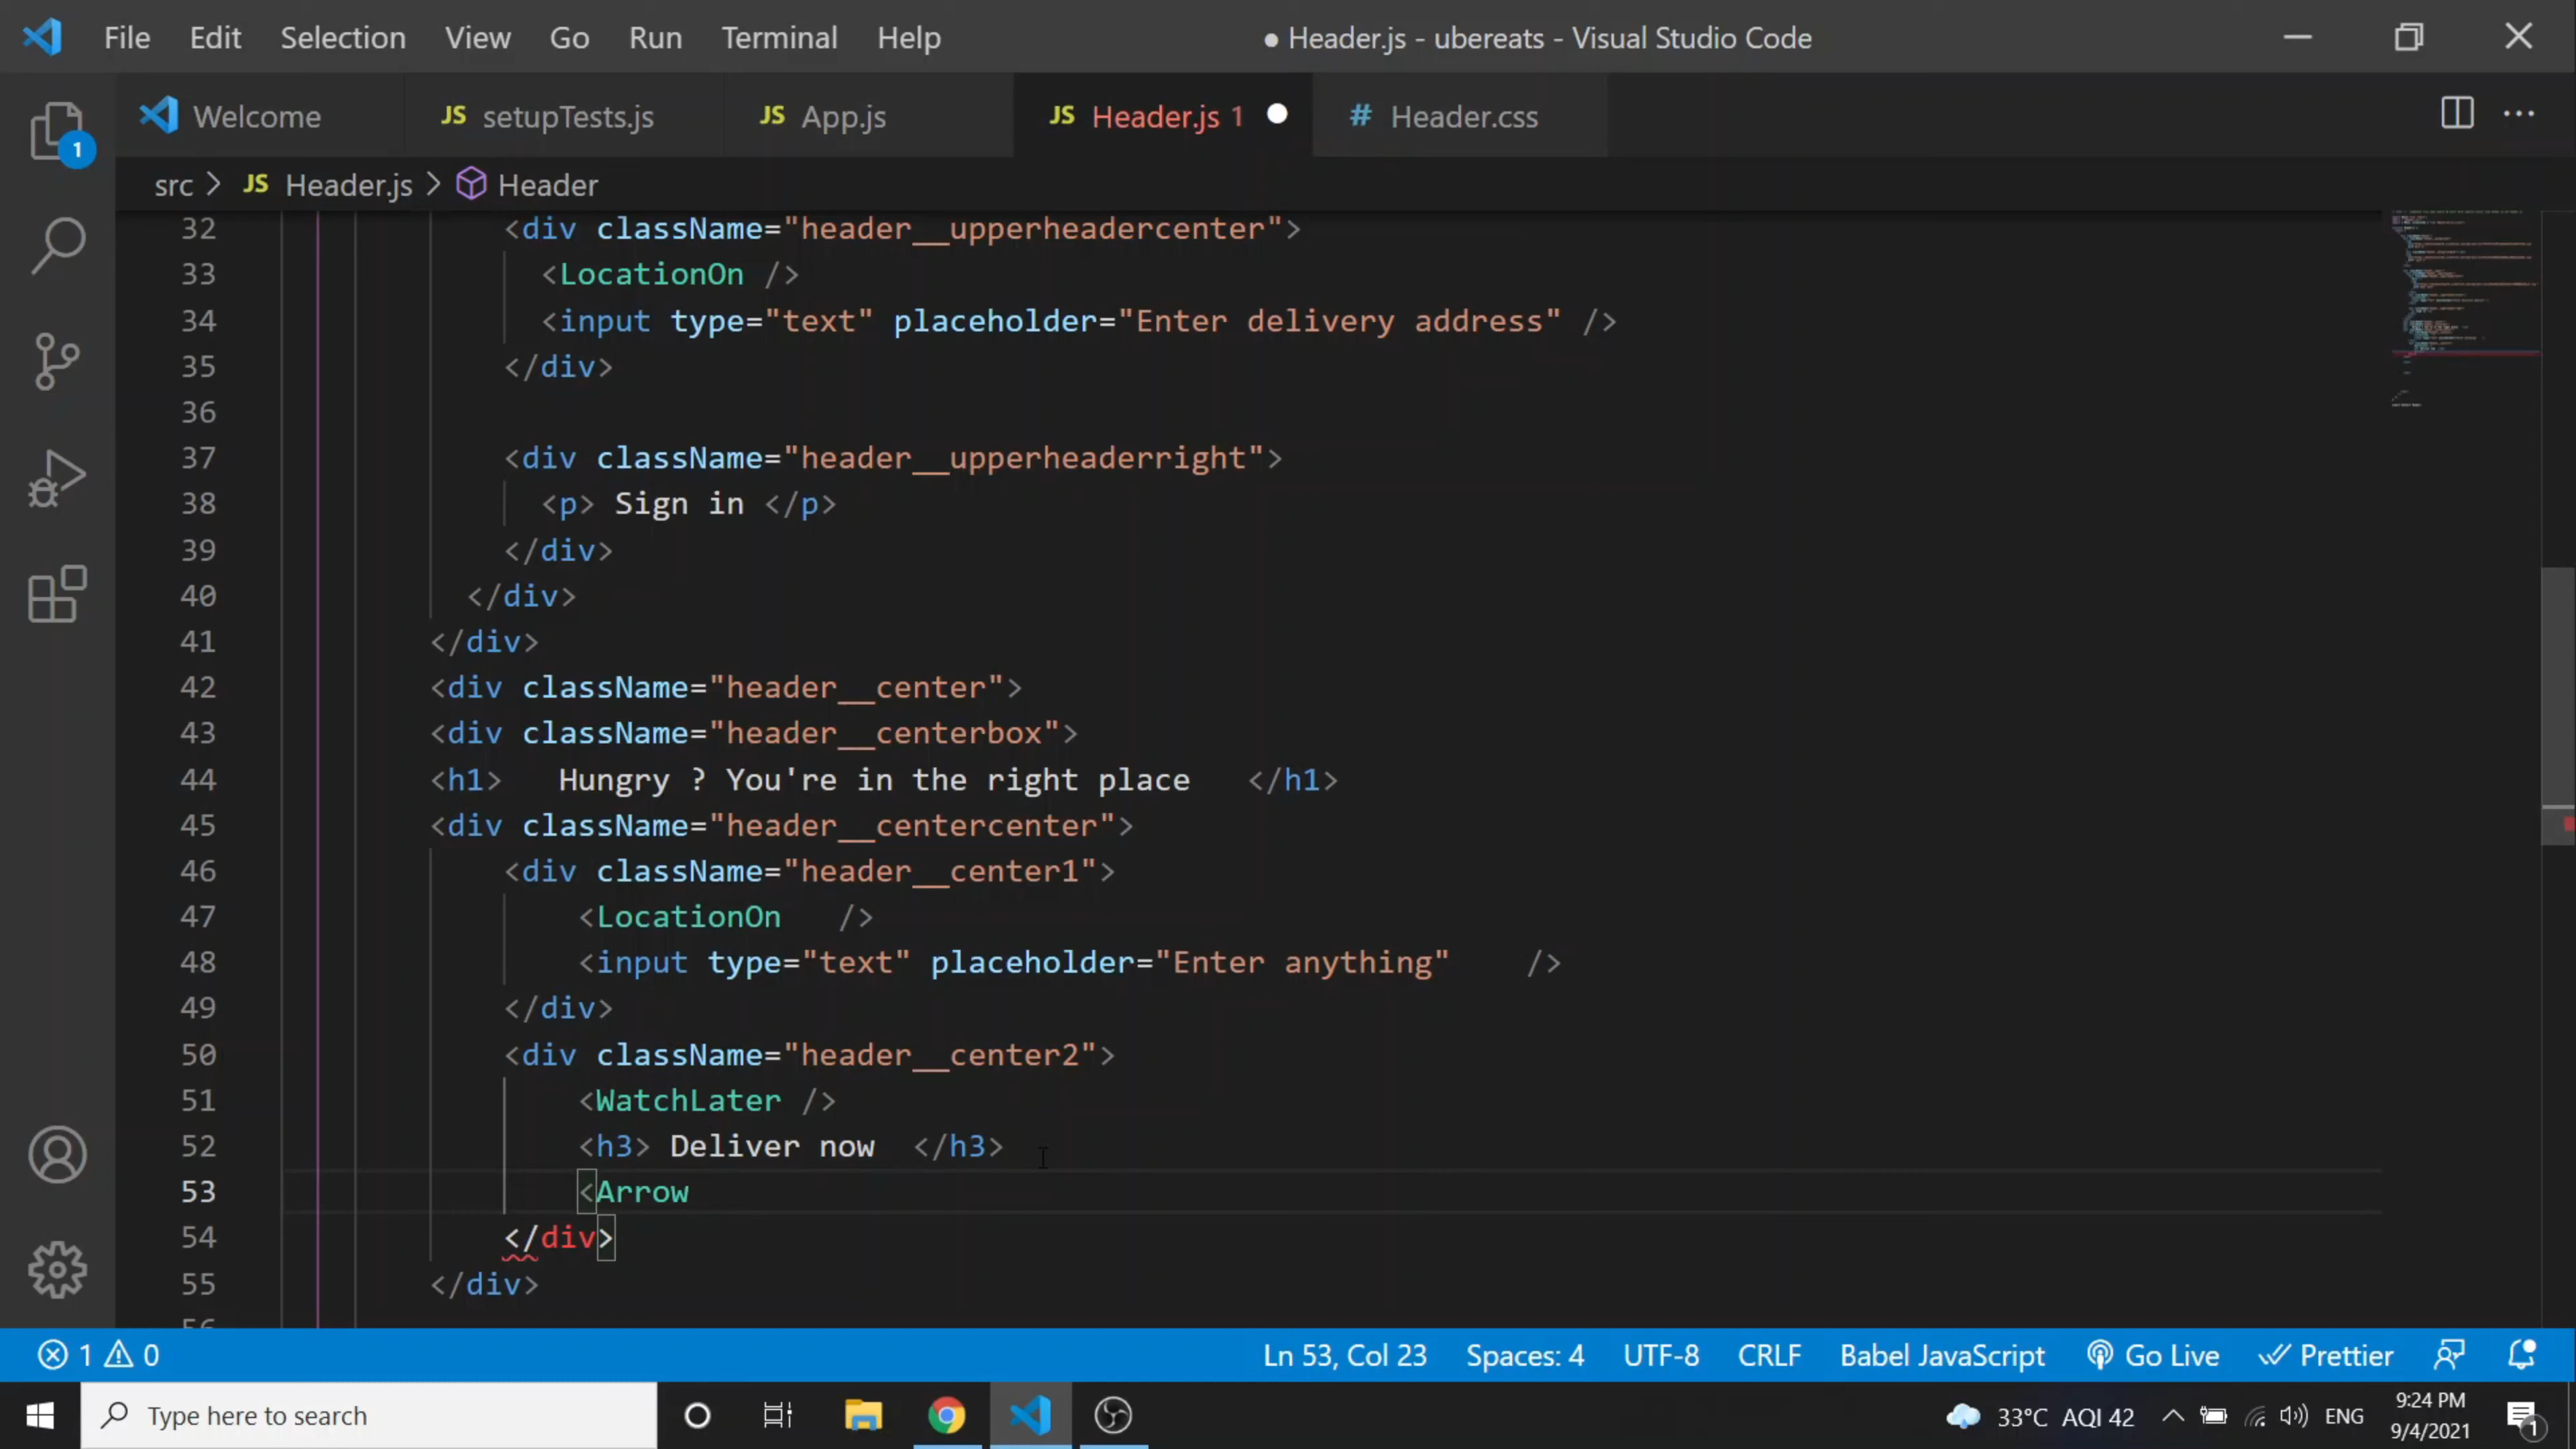 File Edit Selection View Go Run Terminal Help ● Header.js - ubereats - Visual Studio Code
Welcome JS setupTests.js JS App.js JS Header.js 1 # Header.css
src > JS Header.js > Header
32 <div className="header__upperheadercenter">
33 <LocationOn />
34 <input type="text" placeholder="Enter delivery address" />
35 </div>
36
37 <div className="header__upperheaderright">
38 <p> Sign in </p>
39 </div>
40 </div>
41 </div>
42 <div className="header__center">
43 <div className="header__centerbox">
44 <h1> Hungry ? You're in the right place </h1>
45 <div className="header__centercenter">
46 <div className="header__center1">
47 <LocationOn />
48 <input type="text" placeholder="Enter anything" />
49 </div>
50 <div className="header__center2">
51 <WatchLater />
52 <h3> Deliver now </h3>
53 <Arrow
54 </div>
55 </div>
56
1
1 0 Ln 53, Col 23 Spaces: 4 UTF-8 CRLF Babel JavaScript Go Live Prettier
Type here to search 33°C AQI 42 ENG 9:24 PM
9/4/2021 1